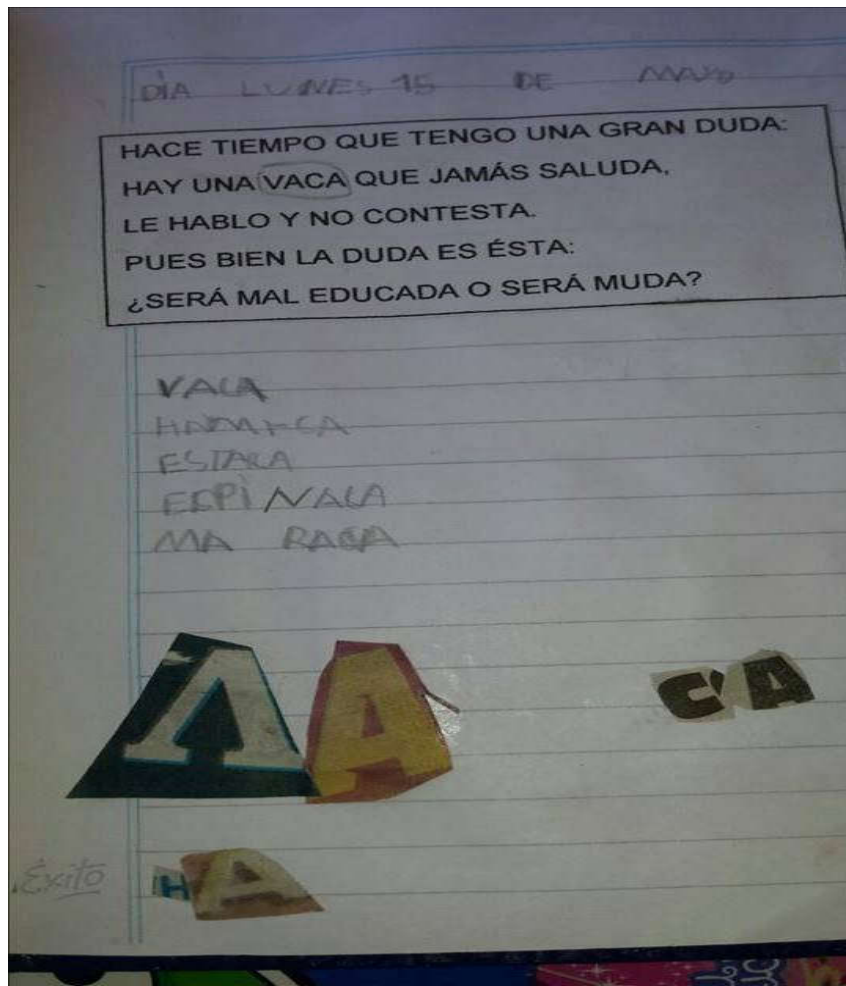 DÍA LUNES 15 DE MAYO
HACE TIEMPO QUE TENGO UNA GRAN DUDA:
HAY UNA VACA QUE JAMÁS SALUDA,
LE HABLO Y NO CONTESTA.
PUES BIEN LA DUDA ES ÉSTA:
¿SERÁ MAL EDUCADA O SERÁ MUDA?
VACA
HAMACA
ESTACA
ESPINACA
MA RACA
A A CA
Éxito HA